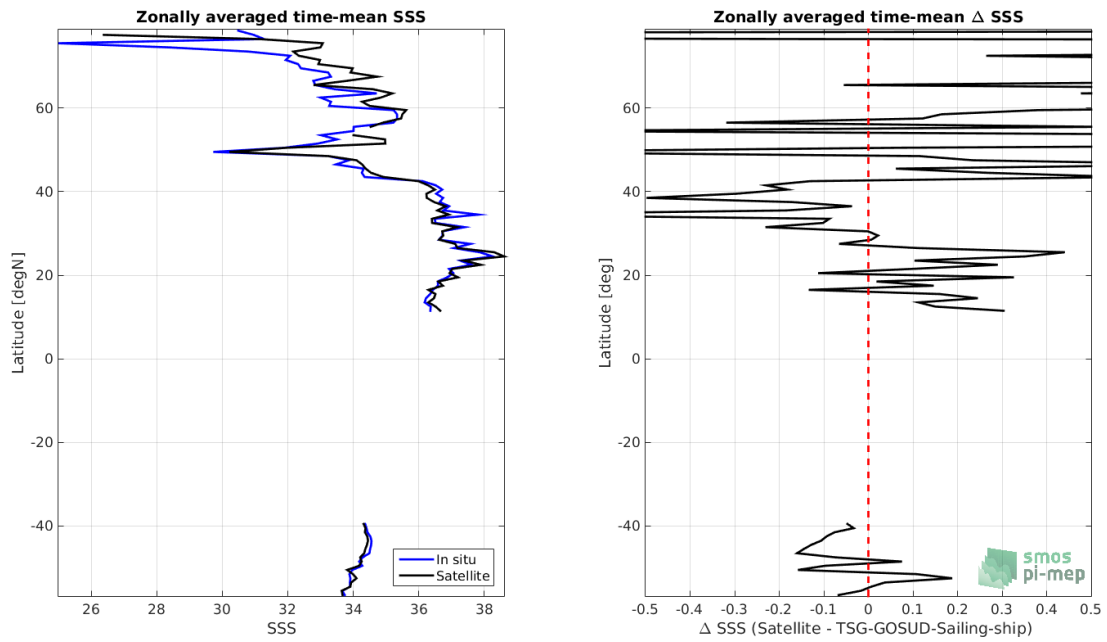 Zonally averaged time-mean SSS
Latitude [degN]
60
40
20
0
-20
-40
26 28 30 32 34 36 38
SSS
In situ
Satellite
Zonally averaged time-mean Δ SSS
Latitude [deg]
60
40
20
0
-20
-40
-0.5 -0.4 -0.3 -0.2 -0.1 0 0.1 0.2 0.3 0.4 0.5
Δ SSS (Satellite - TSG-GOSUD-Sailing-ship)
smos
pi-mep